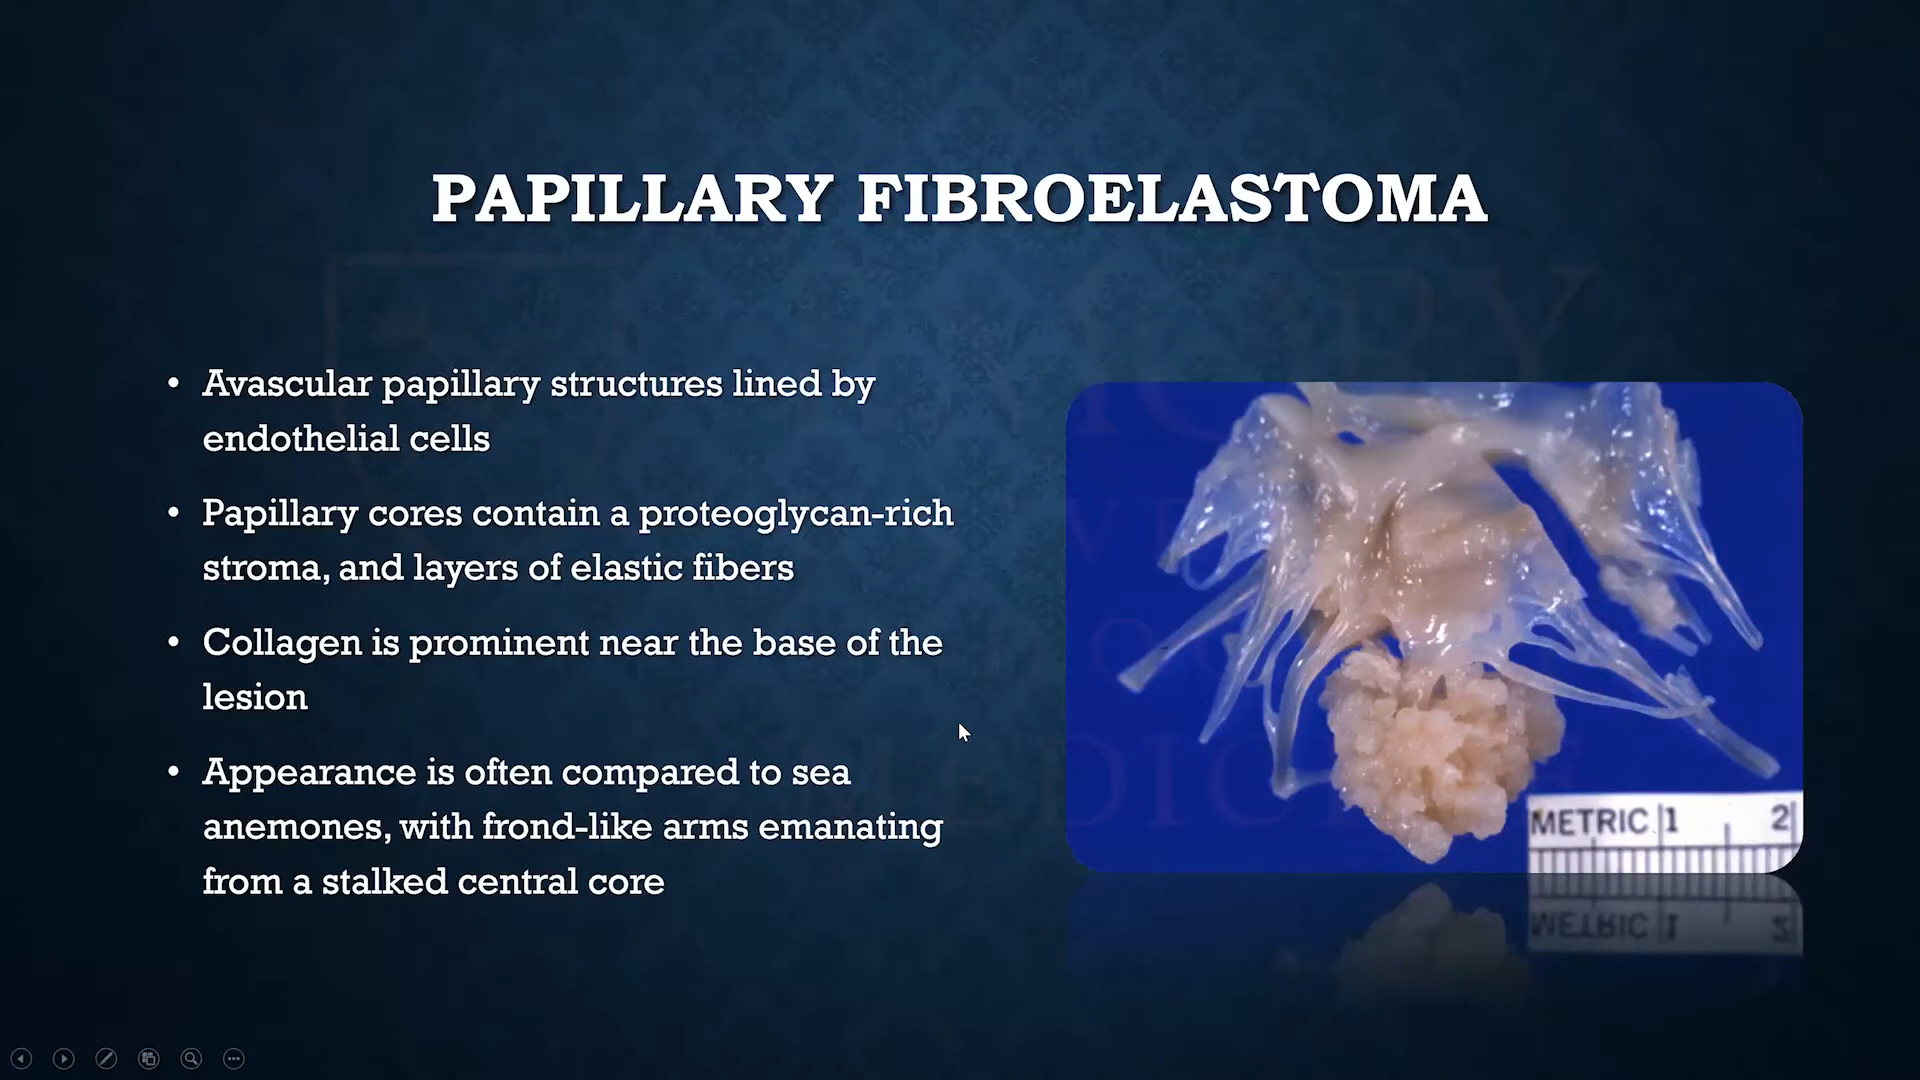 PAPILLARY FIBROELASTOMA
• Avascular papillary structures lined by
endothelial cells
• Papillary cores contain a proteoglycan-rich
stroma, and layers of elastic fibers
• Collagen is prominent near the base of the
lesion
• Appearance is often compared to sea
anemones, with frond-like arms emanating
from a stalked central core
METRIC 1 2